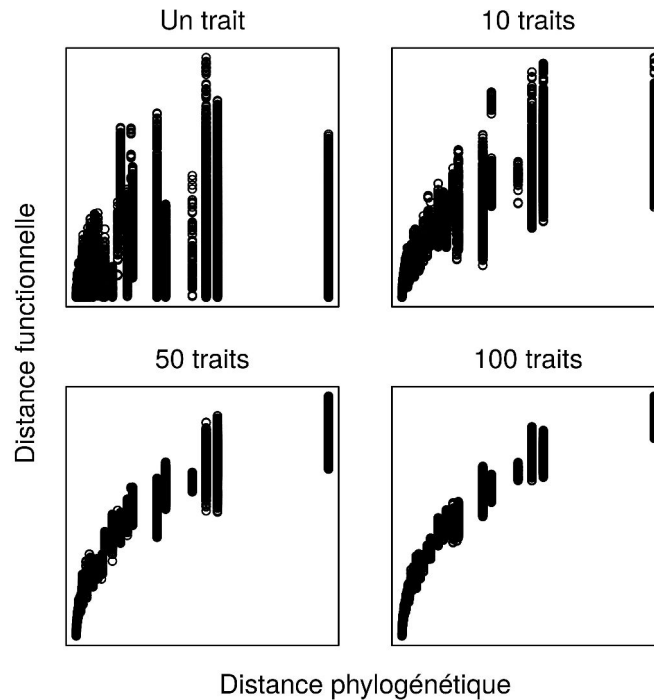 Un trait
10 traits
Distance functionnelle
50 traits
100 traits
Distance phylogénétique